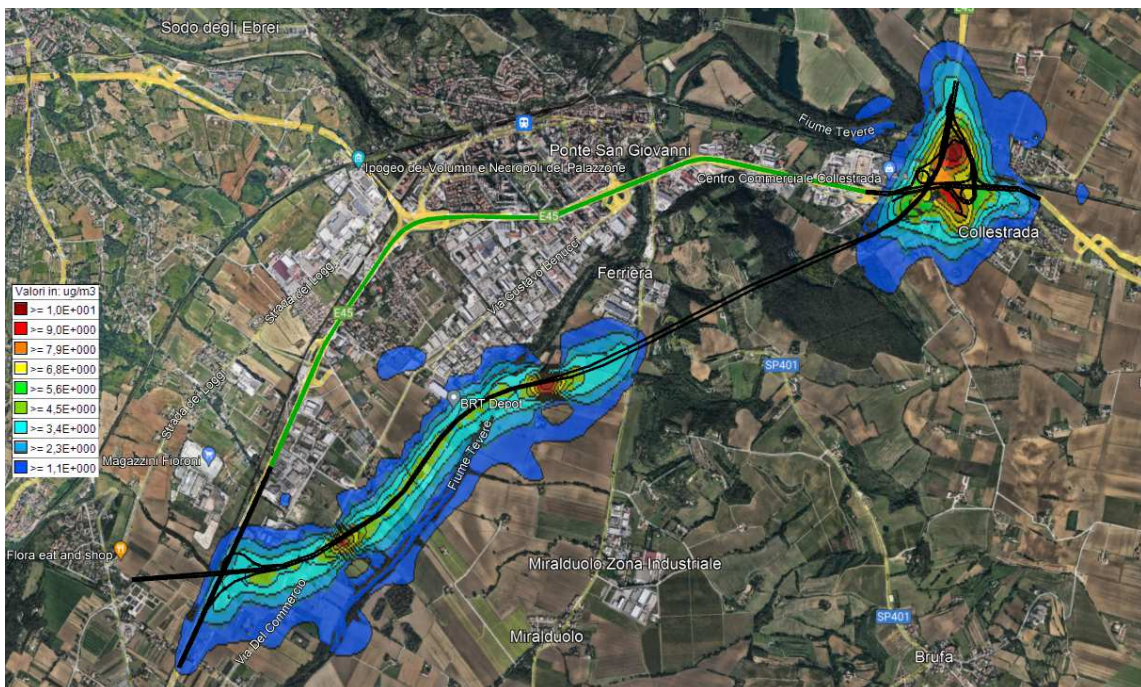 E45
Sodo degli Ebrei
Fiume Tevere
Ponte San Giovanni
Ipogeo dei Volumni e Necropoli del Palazzone
Centro Commerciale Collestrada
E45
Collestrada
Ferriera
Via Gustavo Benucci
Strada dei Loggi
Valori in: ug/m3
>= 1,0E+001
>= 9,0E+000
>= 7,9E+000
>= 6,8E+000
>= 5,6E+000
>= 4,5E+000
>= 3,4E+000
>= 2,3E+000
>= 1,1E+000
E45
SP401
Strada dei Loggi
BRT Depot
Magazzini Fioroni
Fiume Tevere
Flora eat and shop
Miralduolo Zona Industriale
Via Del Commercio
SP401
Miralduolo
Brufa